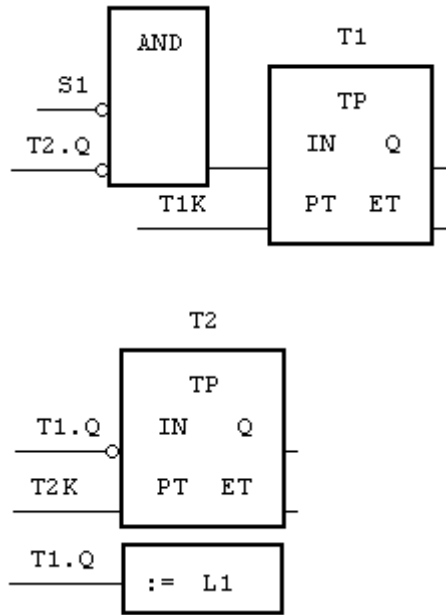 AND
T1
S1
TP
T2.Q
IN Q
T1K
PT ET
T2
TP
T1.Q
IN Q
T2K
PT ET
T1.Q
:= L1